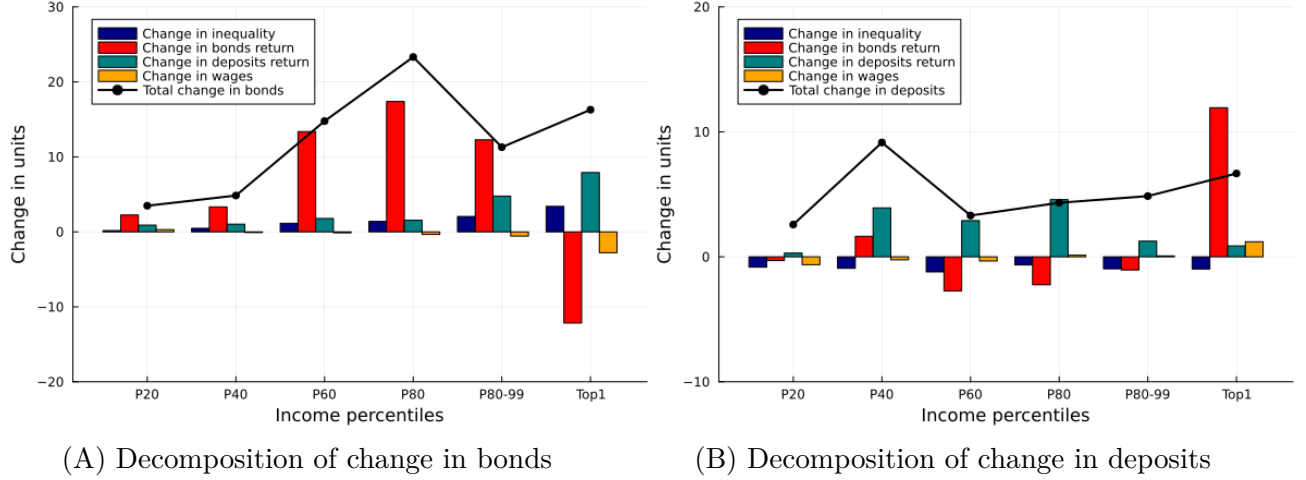 30
20
10
0
−10
−20
Change in units
Change in inequality
Change in bonds return
Change in deposits return
Change in wages
Total change in bonds
P20 P40 P60 P80 P80-99 Top1
Income percentiles
(A) Decomposition of change in bonds
20
10
0
−10
Change in units
Change in inequality
Change in bonds return
Change in deposits return
Change in wages
Total change in deposits
P20 P40 P60 P80 P80-99 Top1
Income percentiles
(B) Decomposition of change in deposits